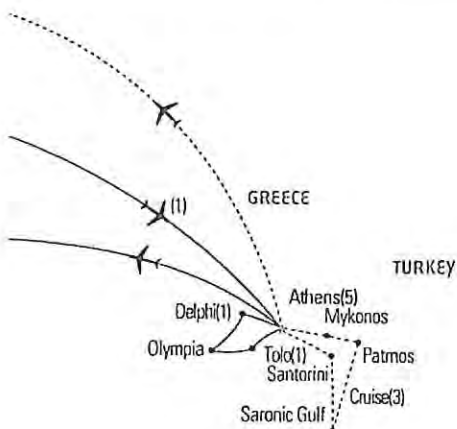 (1)
GREECE
TURKEY
Athens(5)
Mykonos
Delphi(1)
Olympia
Tolo(1)
Patmos
Santorini
Cruise(3)
Saronic Gulf